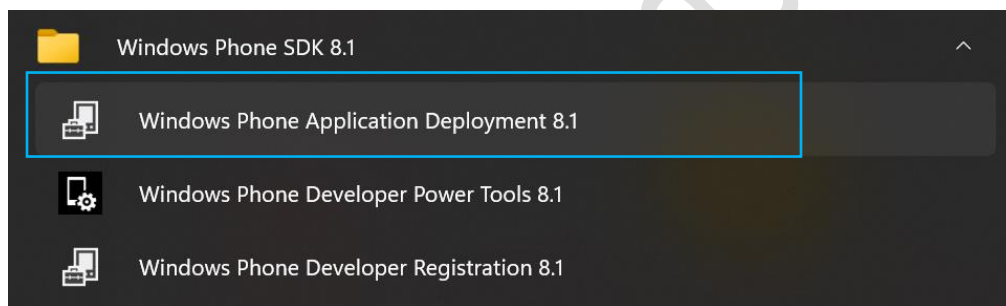 Windows Phone SDK 8.1
Windows Phone Application Deployment 8.1
Windows Phone Developer Power Tools 8.1
Windows Phone Developer Registration 8.1